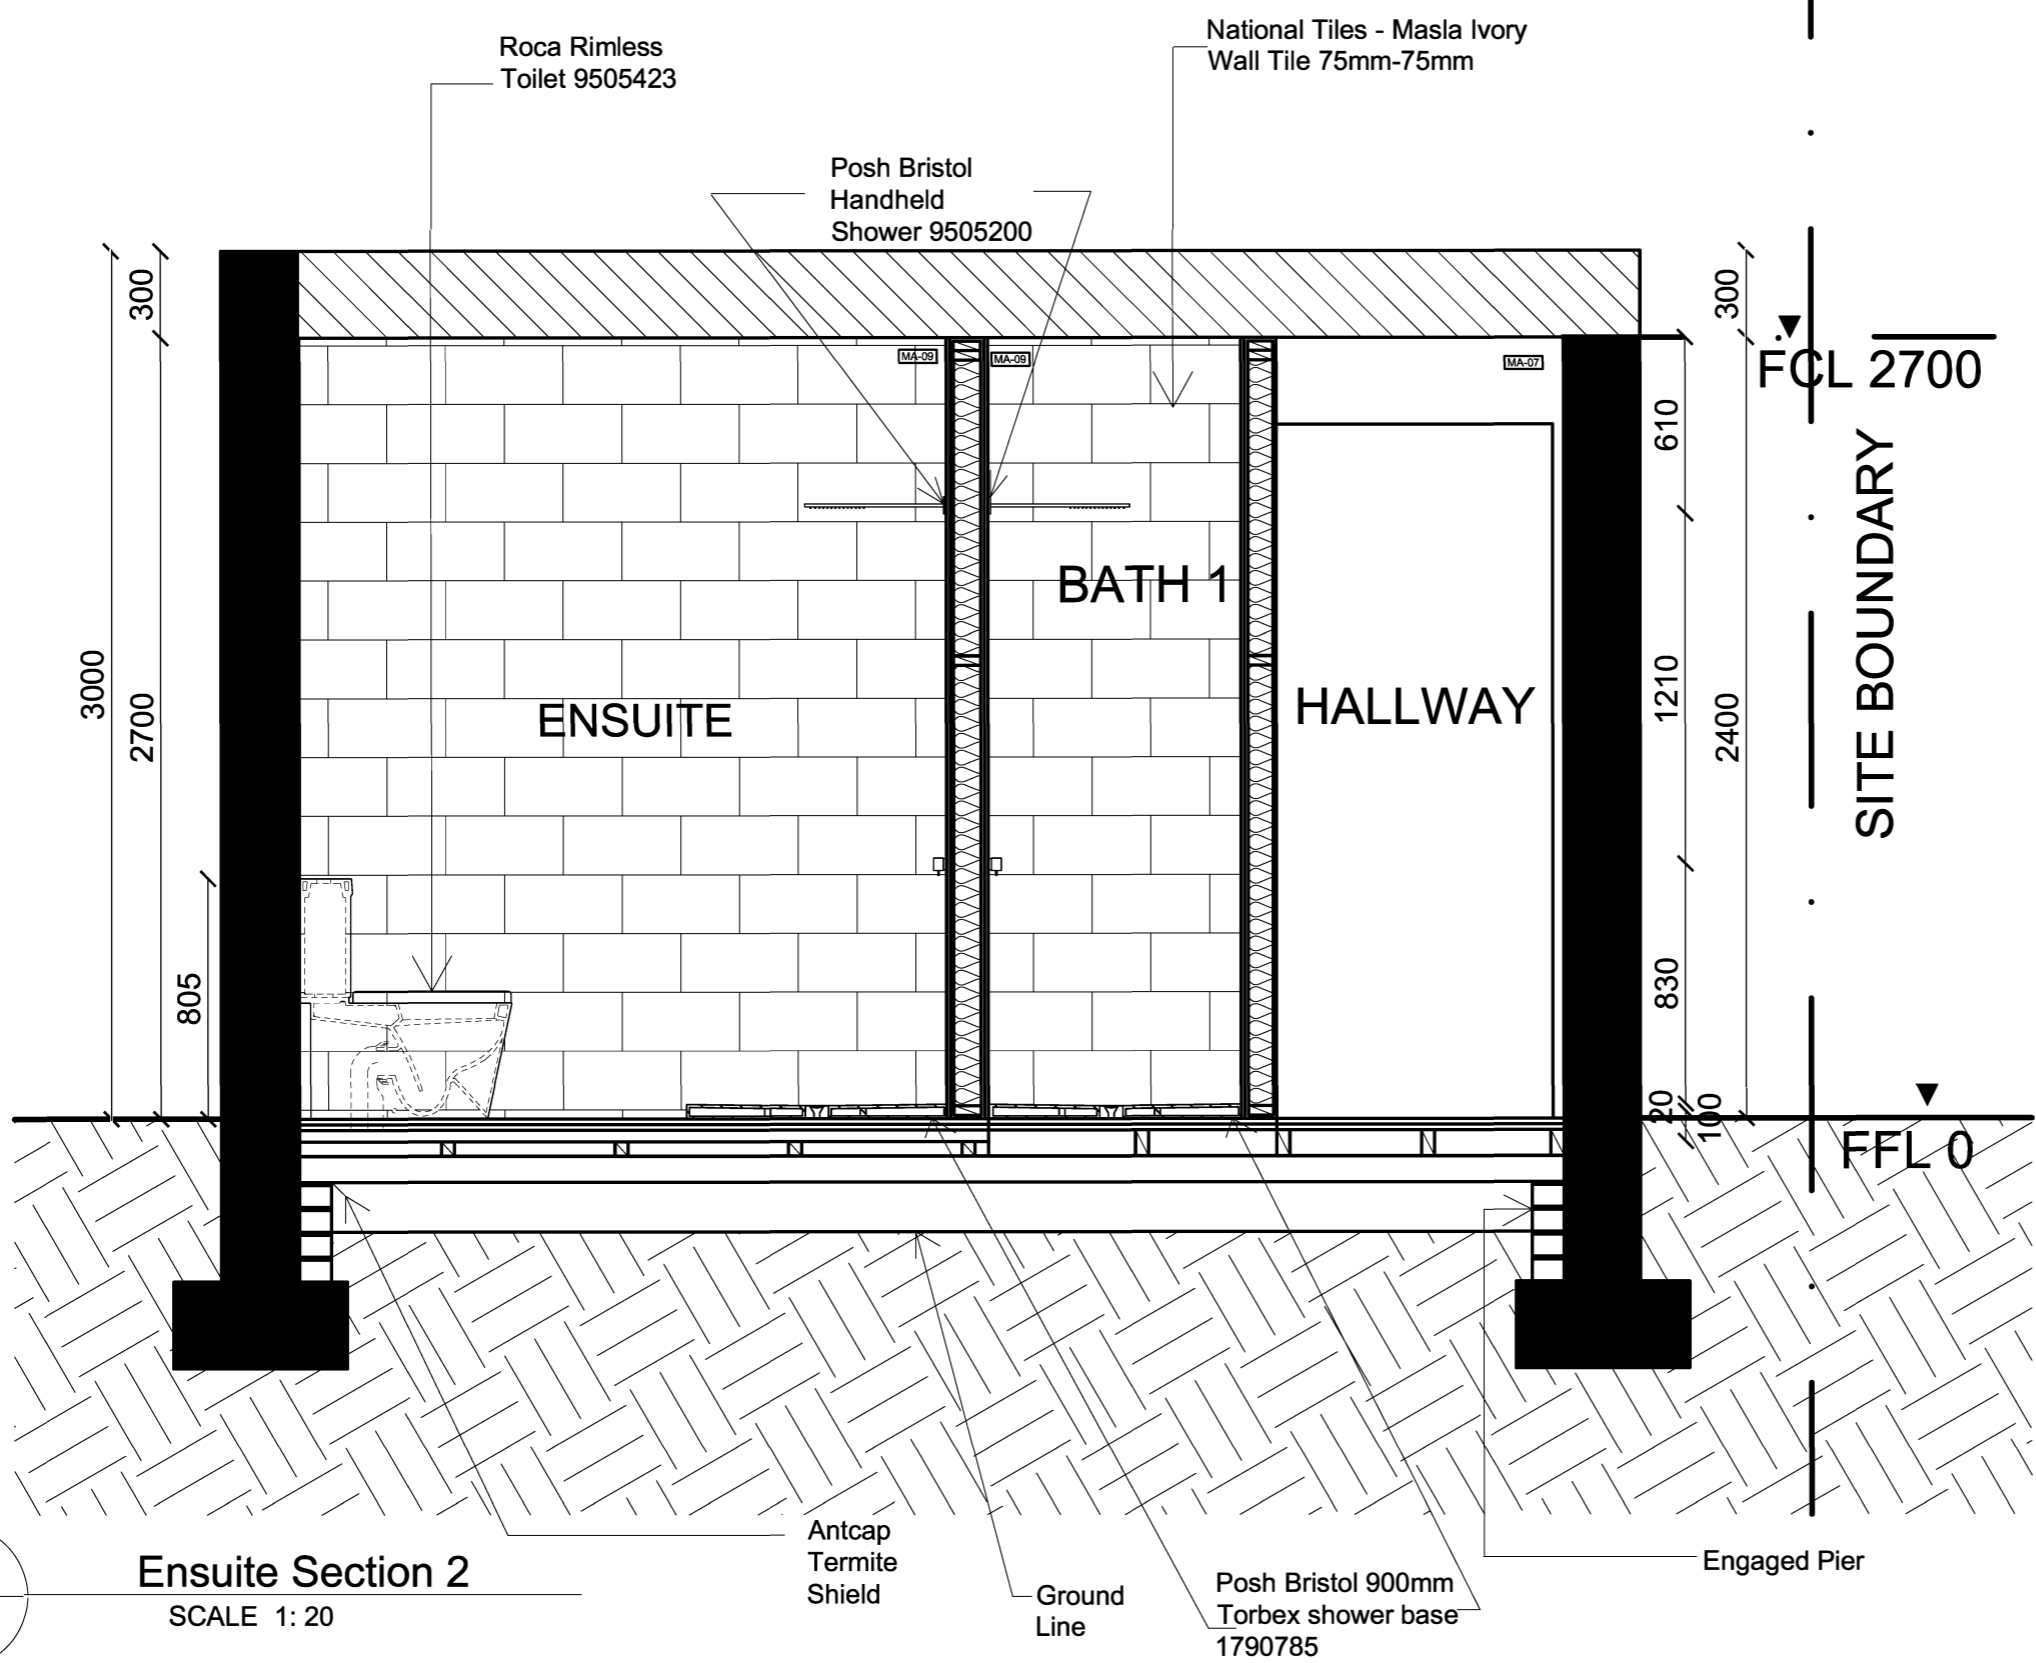 Roca Rimless
Toilet 9505423
National Tiles - Masla Ivory
Wall Tile 75mm-75mm
Posh Bristol
Handheld
Shower 9505200
300
3000
2700
805
MA-09
MA-09
MA-07
ENSUITE
BATH 1
HALLWAY
300
FCL 2700
610
1210
2400
830
20
100
SITE BOUNDARY
FFL 0
Antcap
Termite
Shield
Ground
Line
Posh Bristol 900mm
Torbex shower base
1790785
Engaged Pier
Ensuite Section 2
SCALE 1: 20